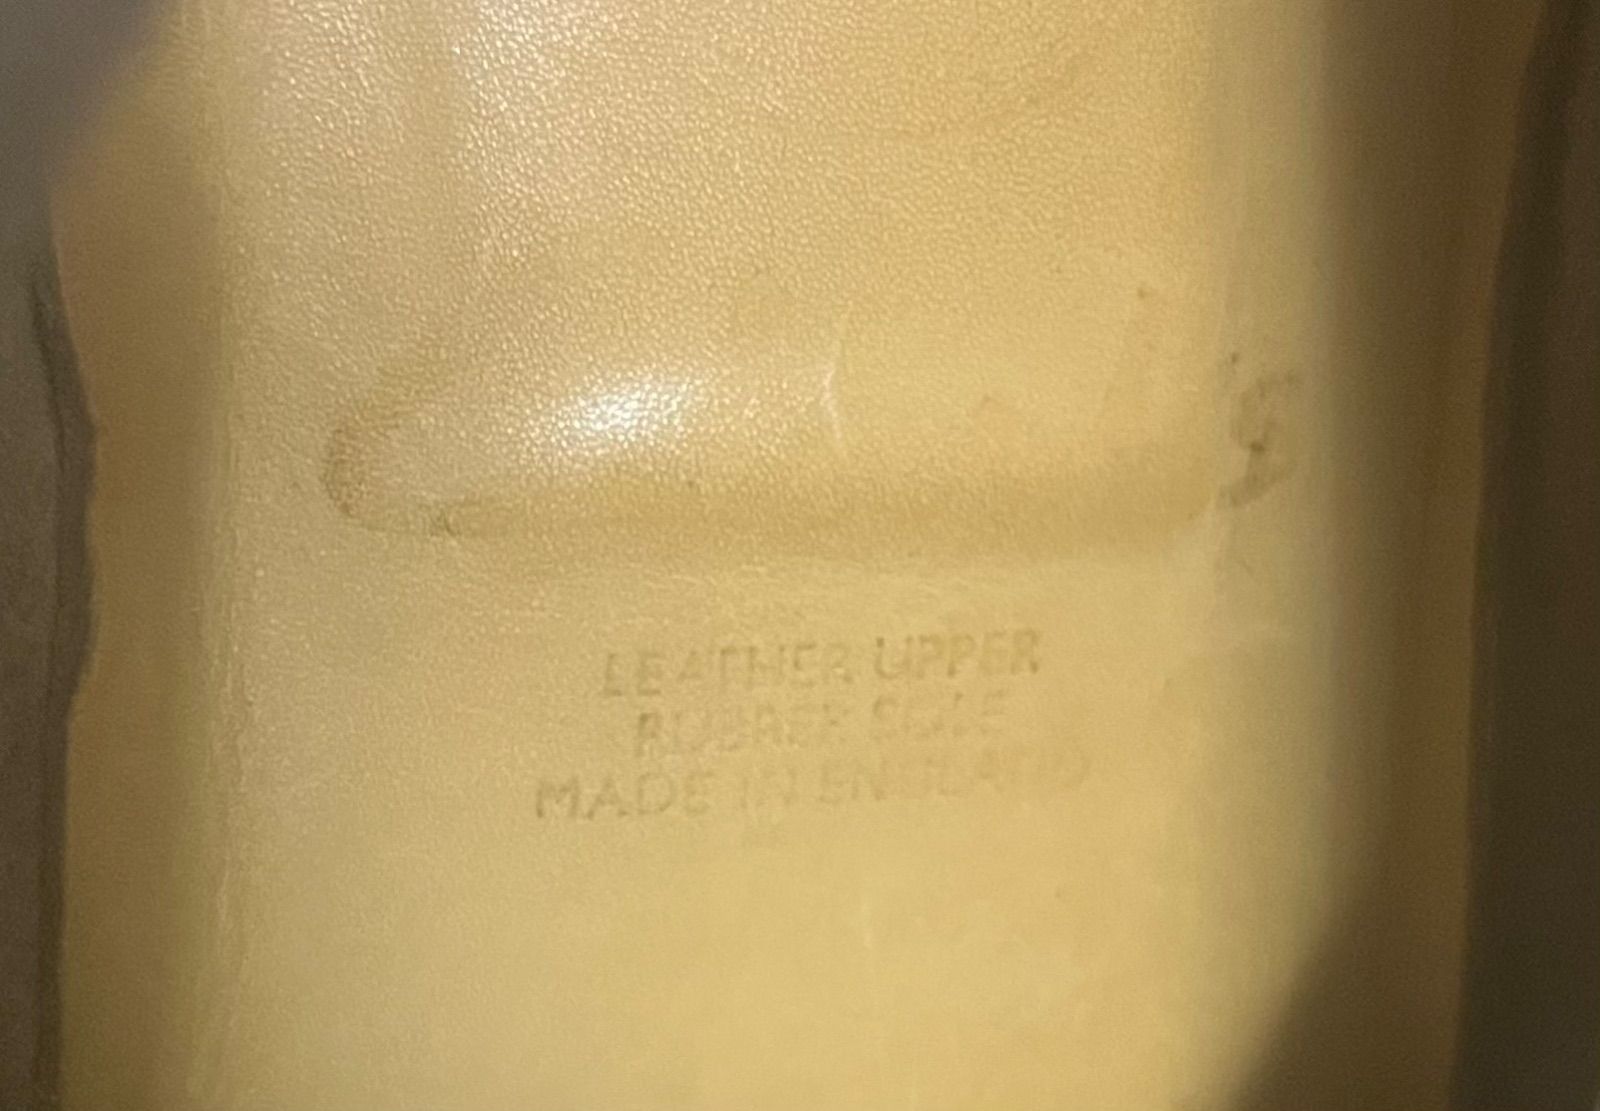 LEATHER UPPER
RUBBER SOLE
MADE IN ENGLAND